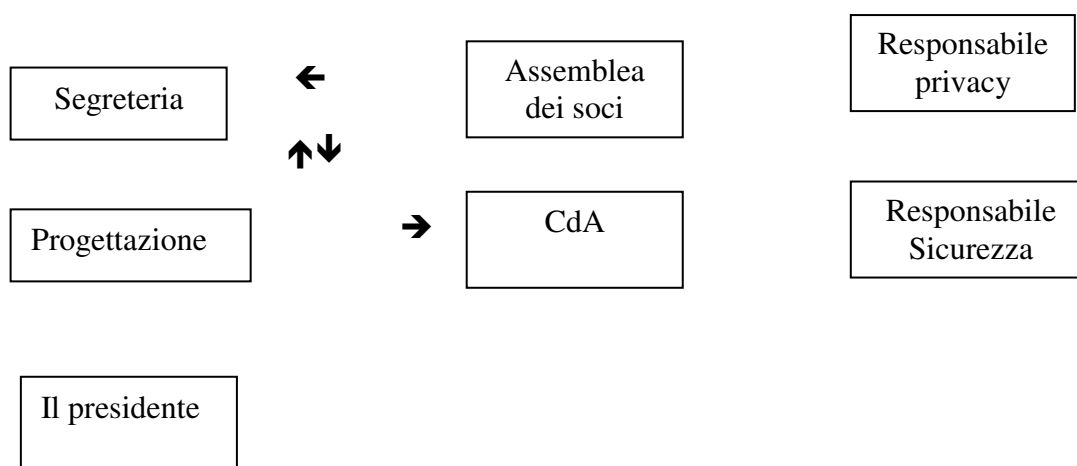 Segreteria
Assemblea
dei soci
Responsabile
privacy
Progettazione
CdA
Responsabile
Sicurezza
Il presidente